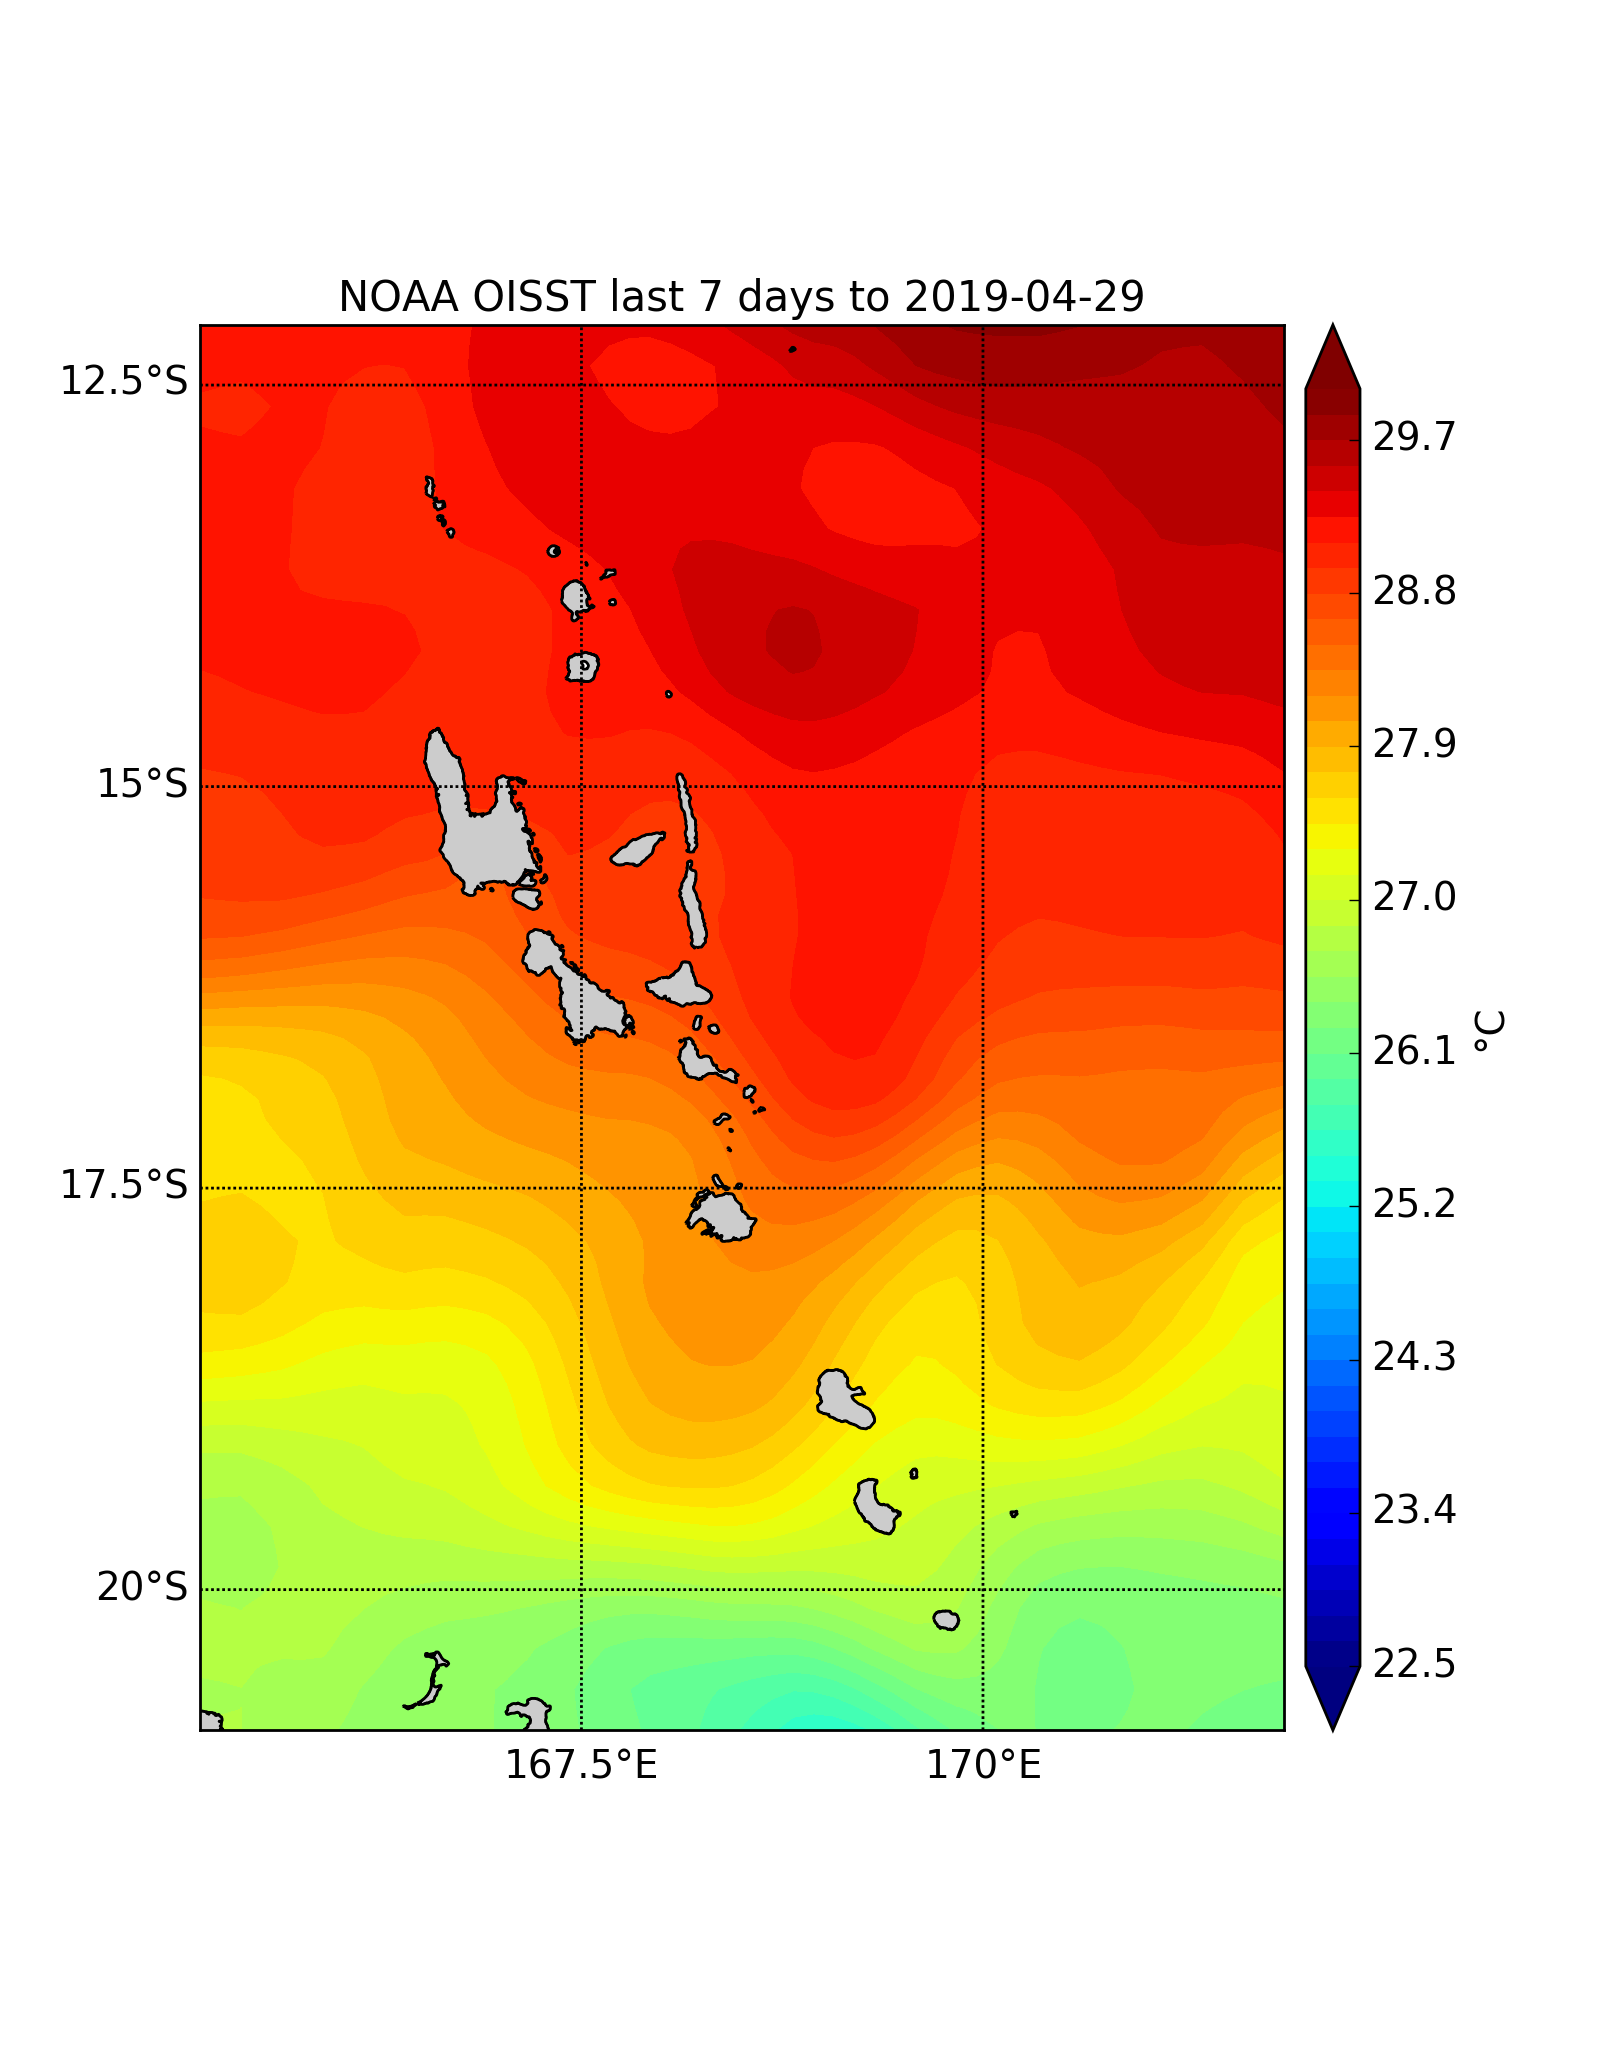 NOAA OISST last 7 days to 2019-04-29
12.5°S
15°S
17.5°S
20°S
167.5°E
170°E
29.7
28.8
27.9
27.0
26.1
25.2
24.3
23.4
22.5
°C